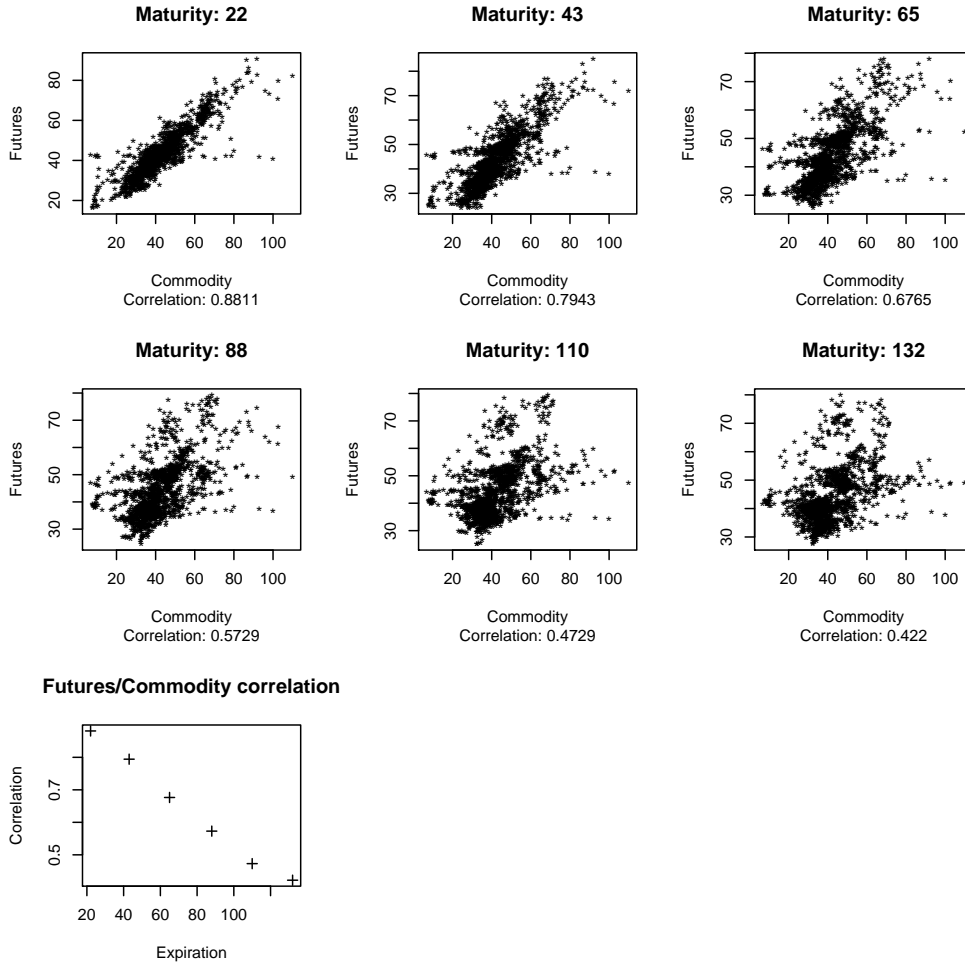 Maturity: 22
Futures
80
60
40
20
20 40 60 80 100
Commodity
Correlation: 0.8811
Maturity: 43
Futures
70
50
30
20 40 60 80 100
Commodity
Correlation: 0.7943
Maturity: 65
Futures
70
50
30
20 40 60 80 100
Commodity
Correlation: 0.6765
Maturity: 88
Futures
70
50
30
20 40 60 80 100
Commodity
Correlation: 0.5729
Maturity: 110
Futures
70
50
30
20 40 60 80 100
Commodity
Correlation: 0.4729
Maturity: 132
Futures
70
50
30
20 40 60 80 100
Commodity
Correlation: 0.422
Futures/Commodity correlation
Correlation
0.7
0.5
20 40 60 80 100
Expiration